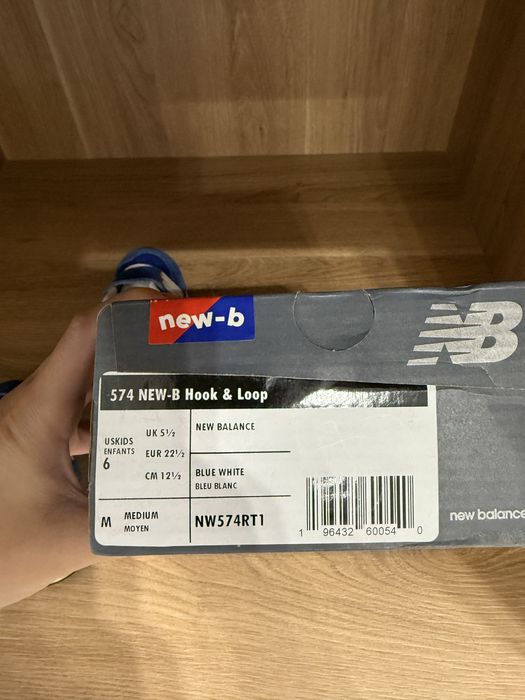 new-b
NB
574 NEW-B Hook & Loop
USKIDS
ENFANTS
6
UK 5½
EUR 22½
CM 12½
NEW BALANCE
BLUE WHITE
BLEU BLANC
M
MEDIUM
MOYEN
NW574RT1
1 96432 60054 0
new balance